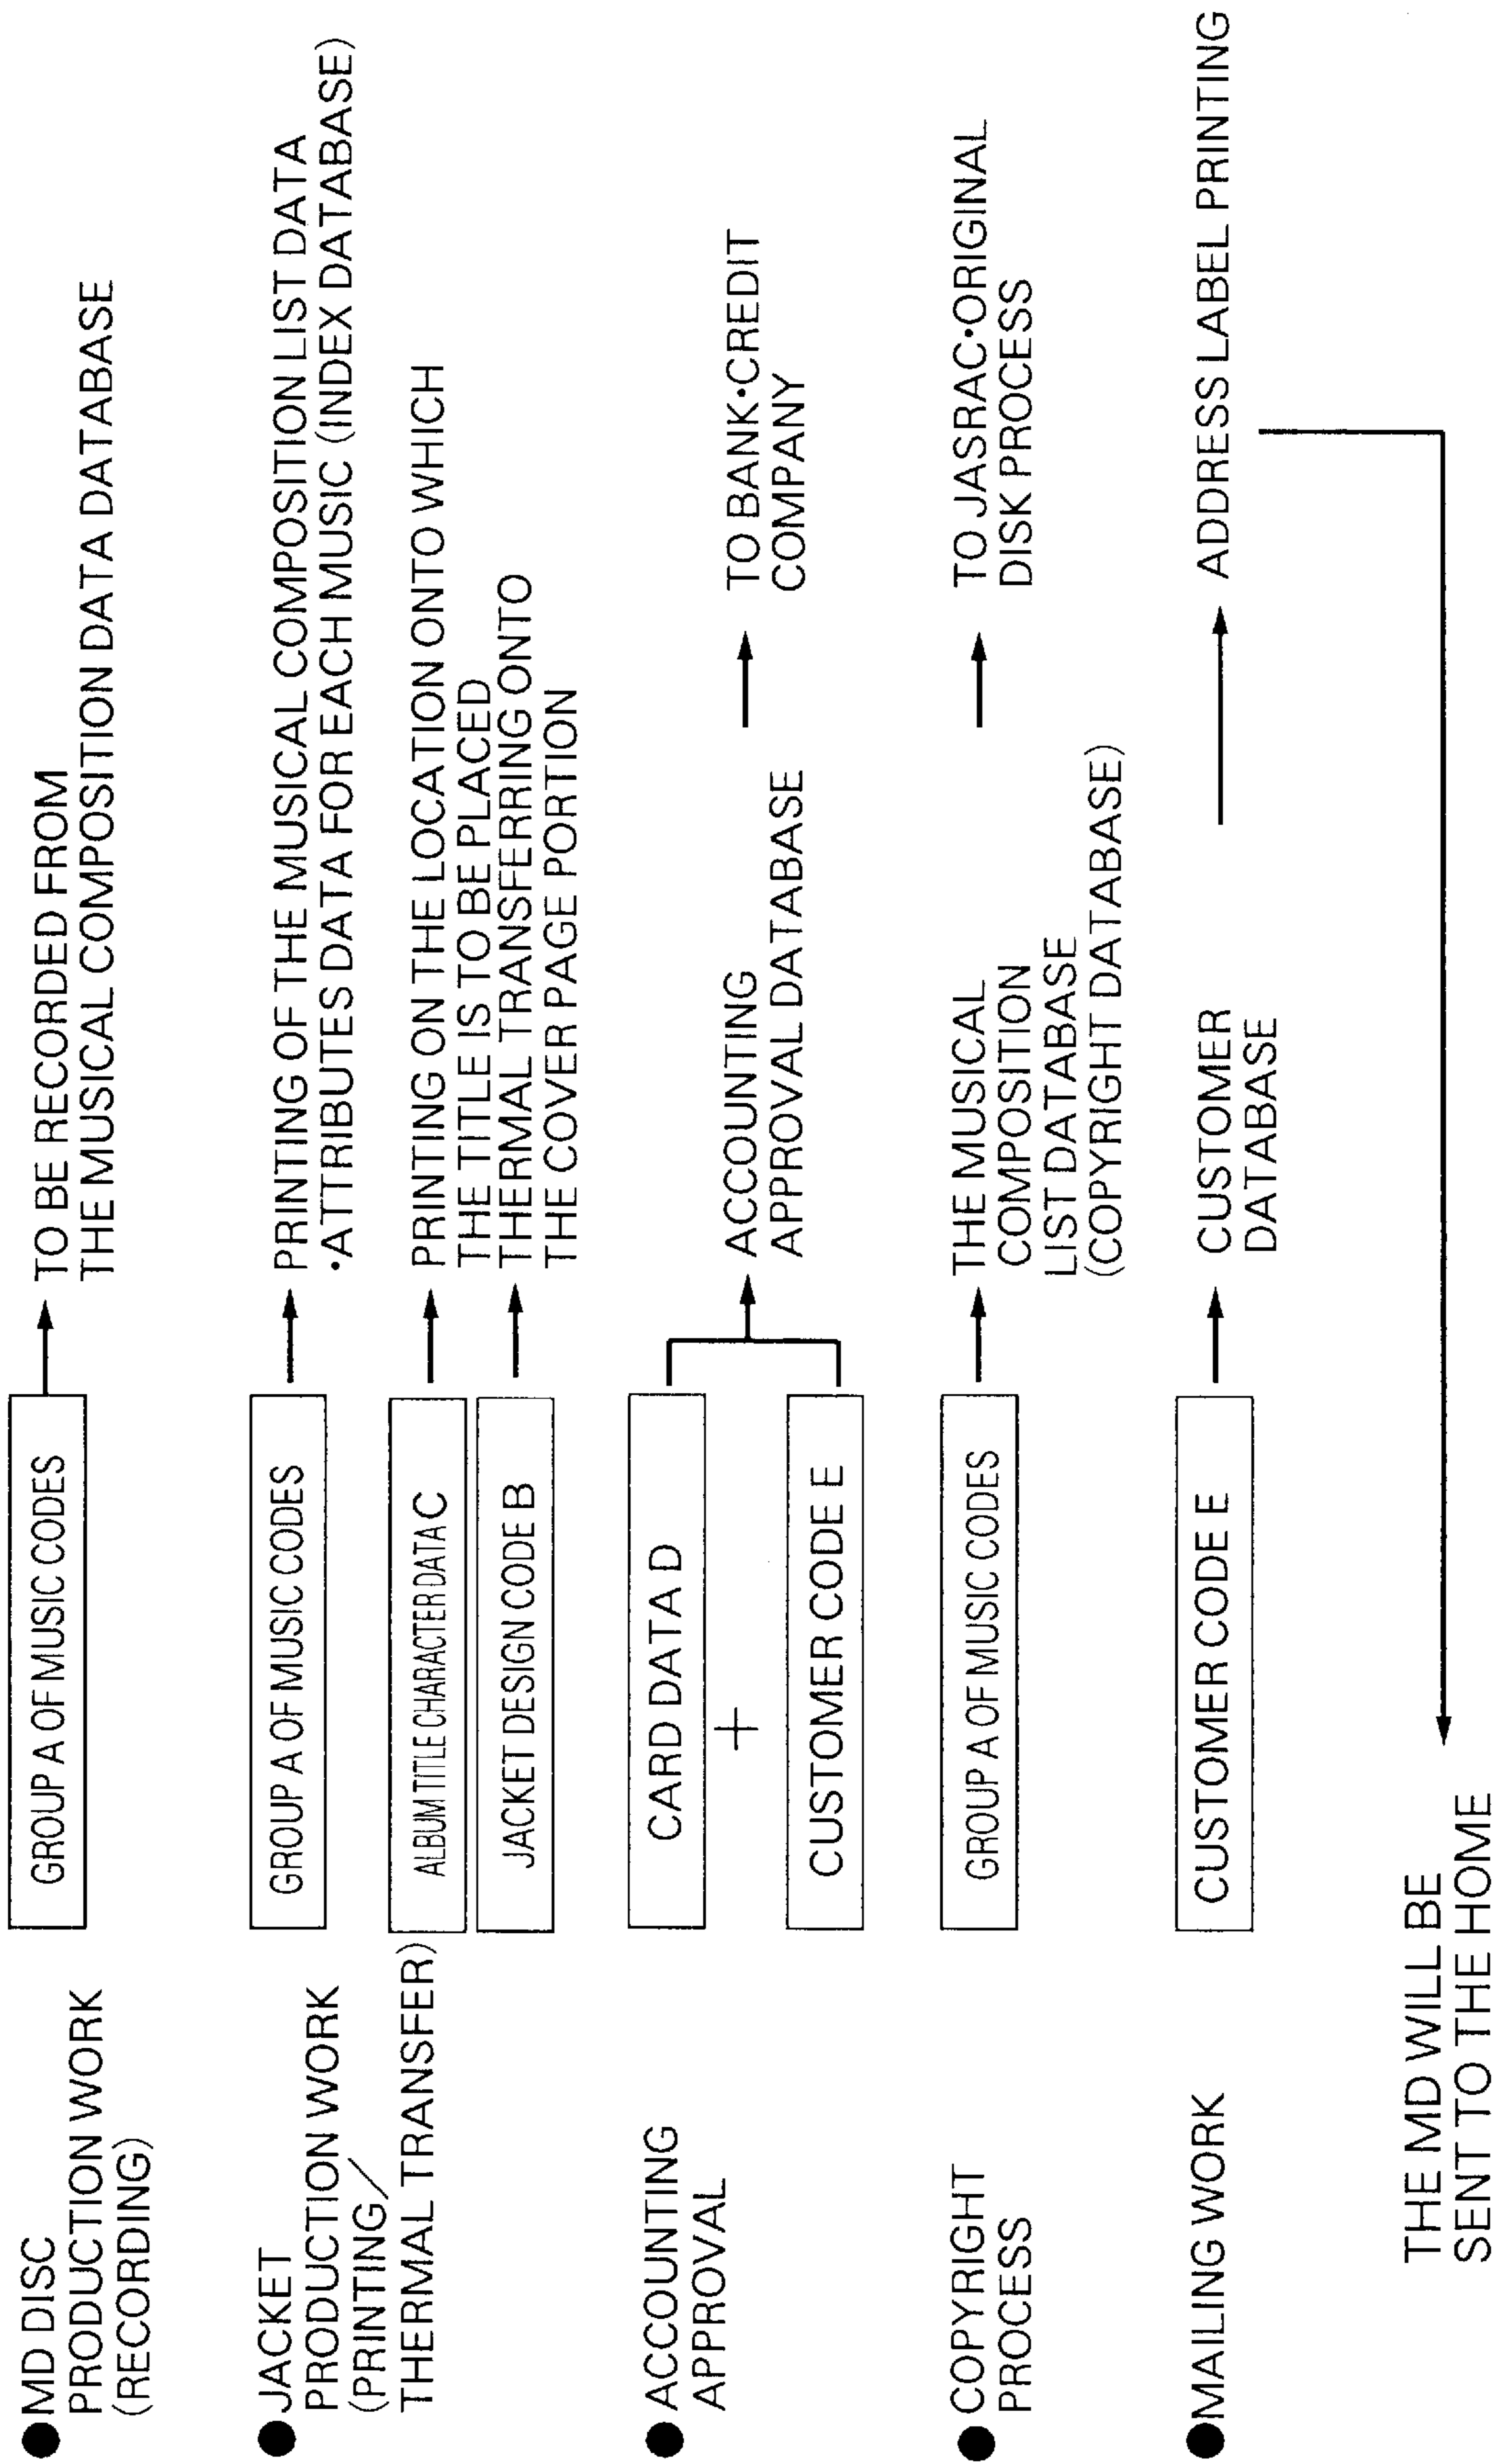 ●MD DISC
PRODUCTION WORK
(RECORDING)
GROUP A OF MUSIC CODES
TO BE RECORDED FROM
THE MUSICAL COMPOSITION DATA DATABASE
●JACKET
PRODUCTION WORK
(PRINTING/
THERMAL TRANSFER)
GROUP A OF MUSIC CODES
PRINTING OF THE MUSICAL COMPOSITION LIST DATA
•ATTRIBUTES DATA FOR EACH MUSIC (INDEX DATABASE)
ALBUM TITLE CHARACTER DATA C
PRINTING ON THE LOCATION ONTO WHICH
THE TITLE IS TO BE PLACED
JACKET DESIGN CODE B
THERMAL TRANSFERRING ONTO
THE COVER PAGE PORTION
●ACCOUNTING
APPROVAL
CARD DATA D
+
CUSTOMER CODE E
ACCOUNTING
APPROVAL DATABASE
TO BANK•CREDIT
COMPANY
●COPYRIGHT
PROCESS
GROUP A OF MUSIC CODES
THE MUSICAL
COMPOSITION
LIST DATABASE
(COPYRIGHT DATABASE)
TO JASRAC•ORIGINAL
DISK PROCESS
●MAILING WORK
CUSTOMER CODE E
CUSTOMER
DATABASE
ADDRESS LABEL PRINTING
THE MD WILL BE
SENT TO THE HOME